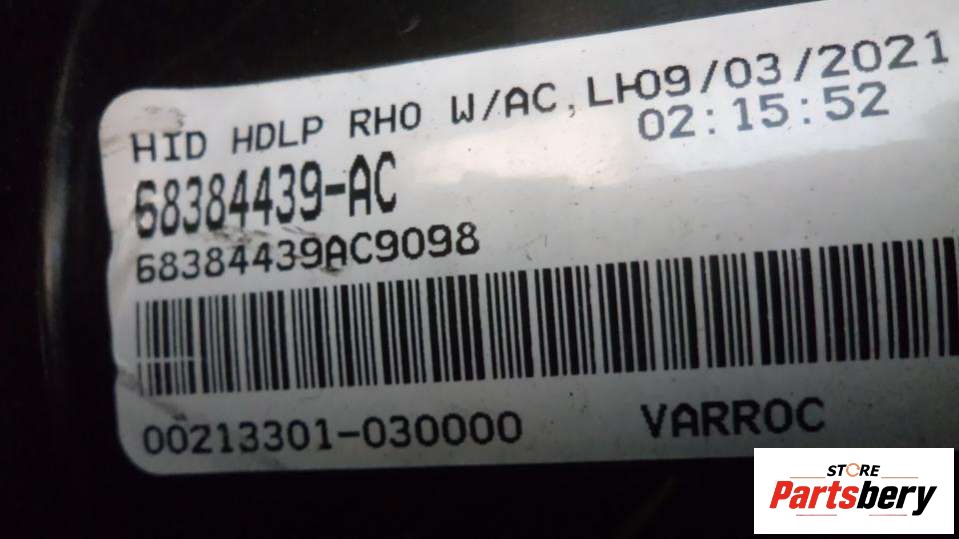 HID HDLP RHO W/AC, LH09/03/2021
02:15:52
68384439-AC
68384439AC9098
00213301-030000 VARROC
STORE
Partsbery